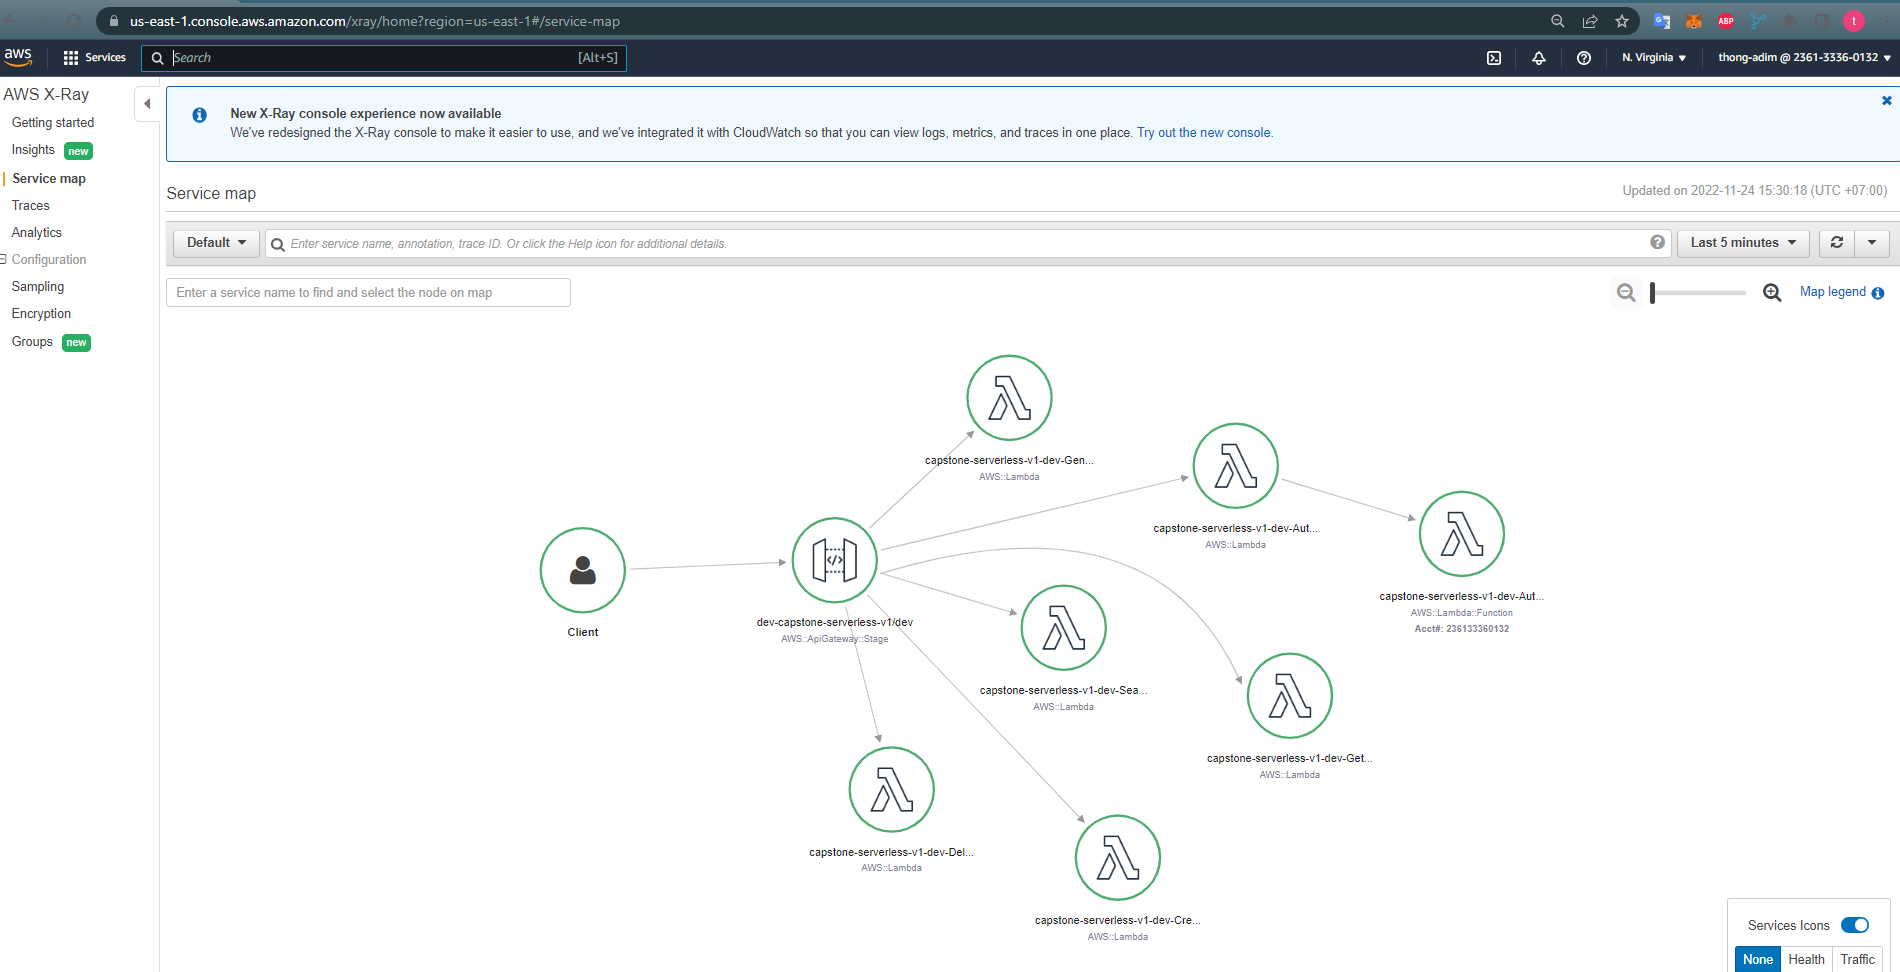 us-east-1.console.aws.amazon.com/xray/home?region=us-east-1#/service-map
ABP
t
aws
Services
Search
[Alt+S]
N. Virginia
thong-adim @ 2361-3336-0132
AWS X-Ray
Getting started
Insights new
Service map
Traces
Analytics
Configuration
Sampling
Encryption
Groups new
New X-Ray console experience now available
We've redesigned the X-Ray console to make it easier to use, and we've integrated it with CloudWatch so that you can view logs, metrics, and traces in one place. Try out the new console.
Service map
Updated on 2022-11-24 15:30:18 (UTC +07:00)
Default
Enter service name, annotation, trace ID. Or click the Help icon for additional details.
Last 5 minutes
Enter a service name to find and select the node on map
Map legend
capstone-serverless-v1-dev-Gen...
AWS::Lambda
capstone-serverless-v1-dev-Aut...
AWS::Lambda
capstone-serverless-v1-dev-Aut...
AWS::Lambda::Function
Acct#: 236133360132
Client
dev-capstone-serverless-v1/dev
AWS::ApiGateway::Stage
capstone-serverless-v1-dev-Sea...
AWS::Lambda
capstone-serverless-v1-dev-Get...
AWS::Lambda
capstone-serverless-v1-dev-Del...
AWS::Lambda
capstone-serverless-v1-dev-Cre...
AWS::Lambda
Services Icons
None Health Traffic